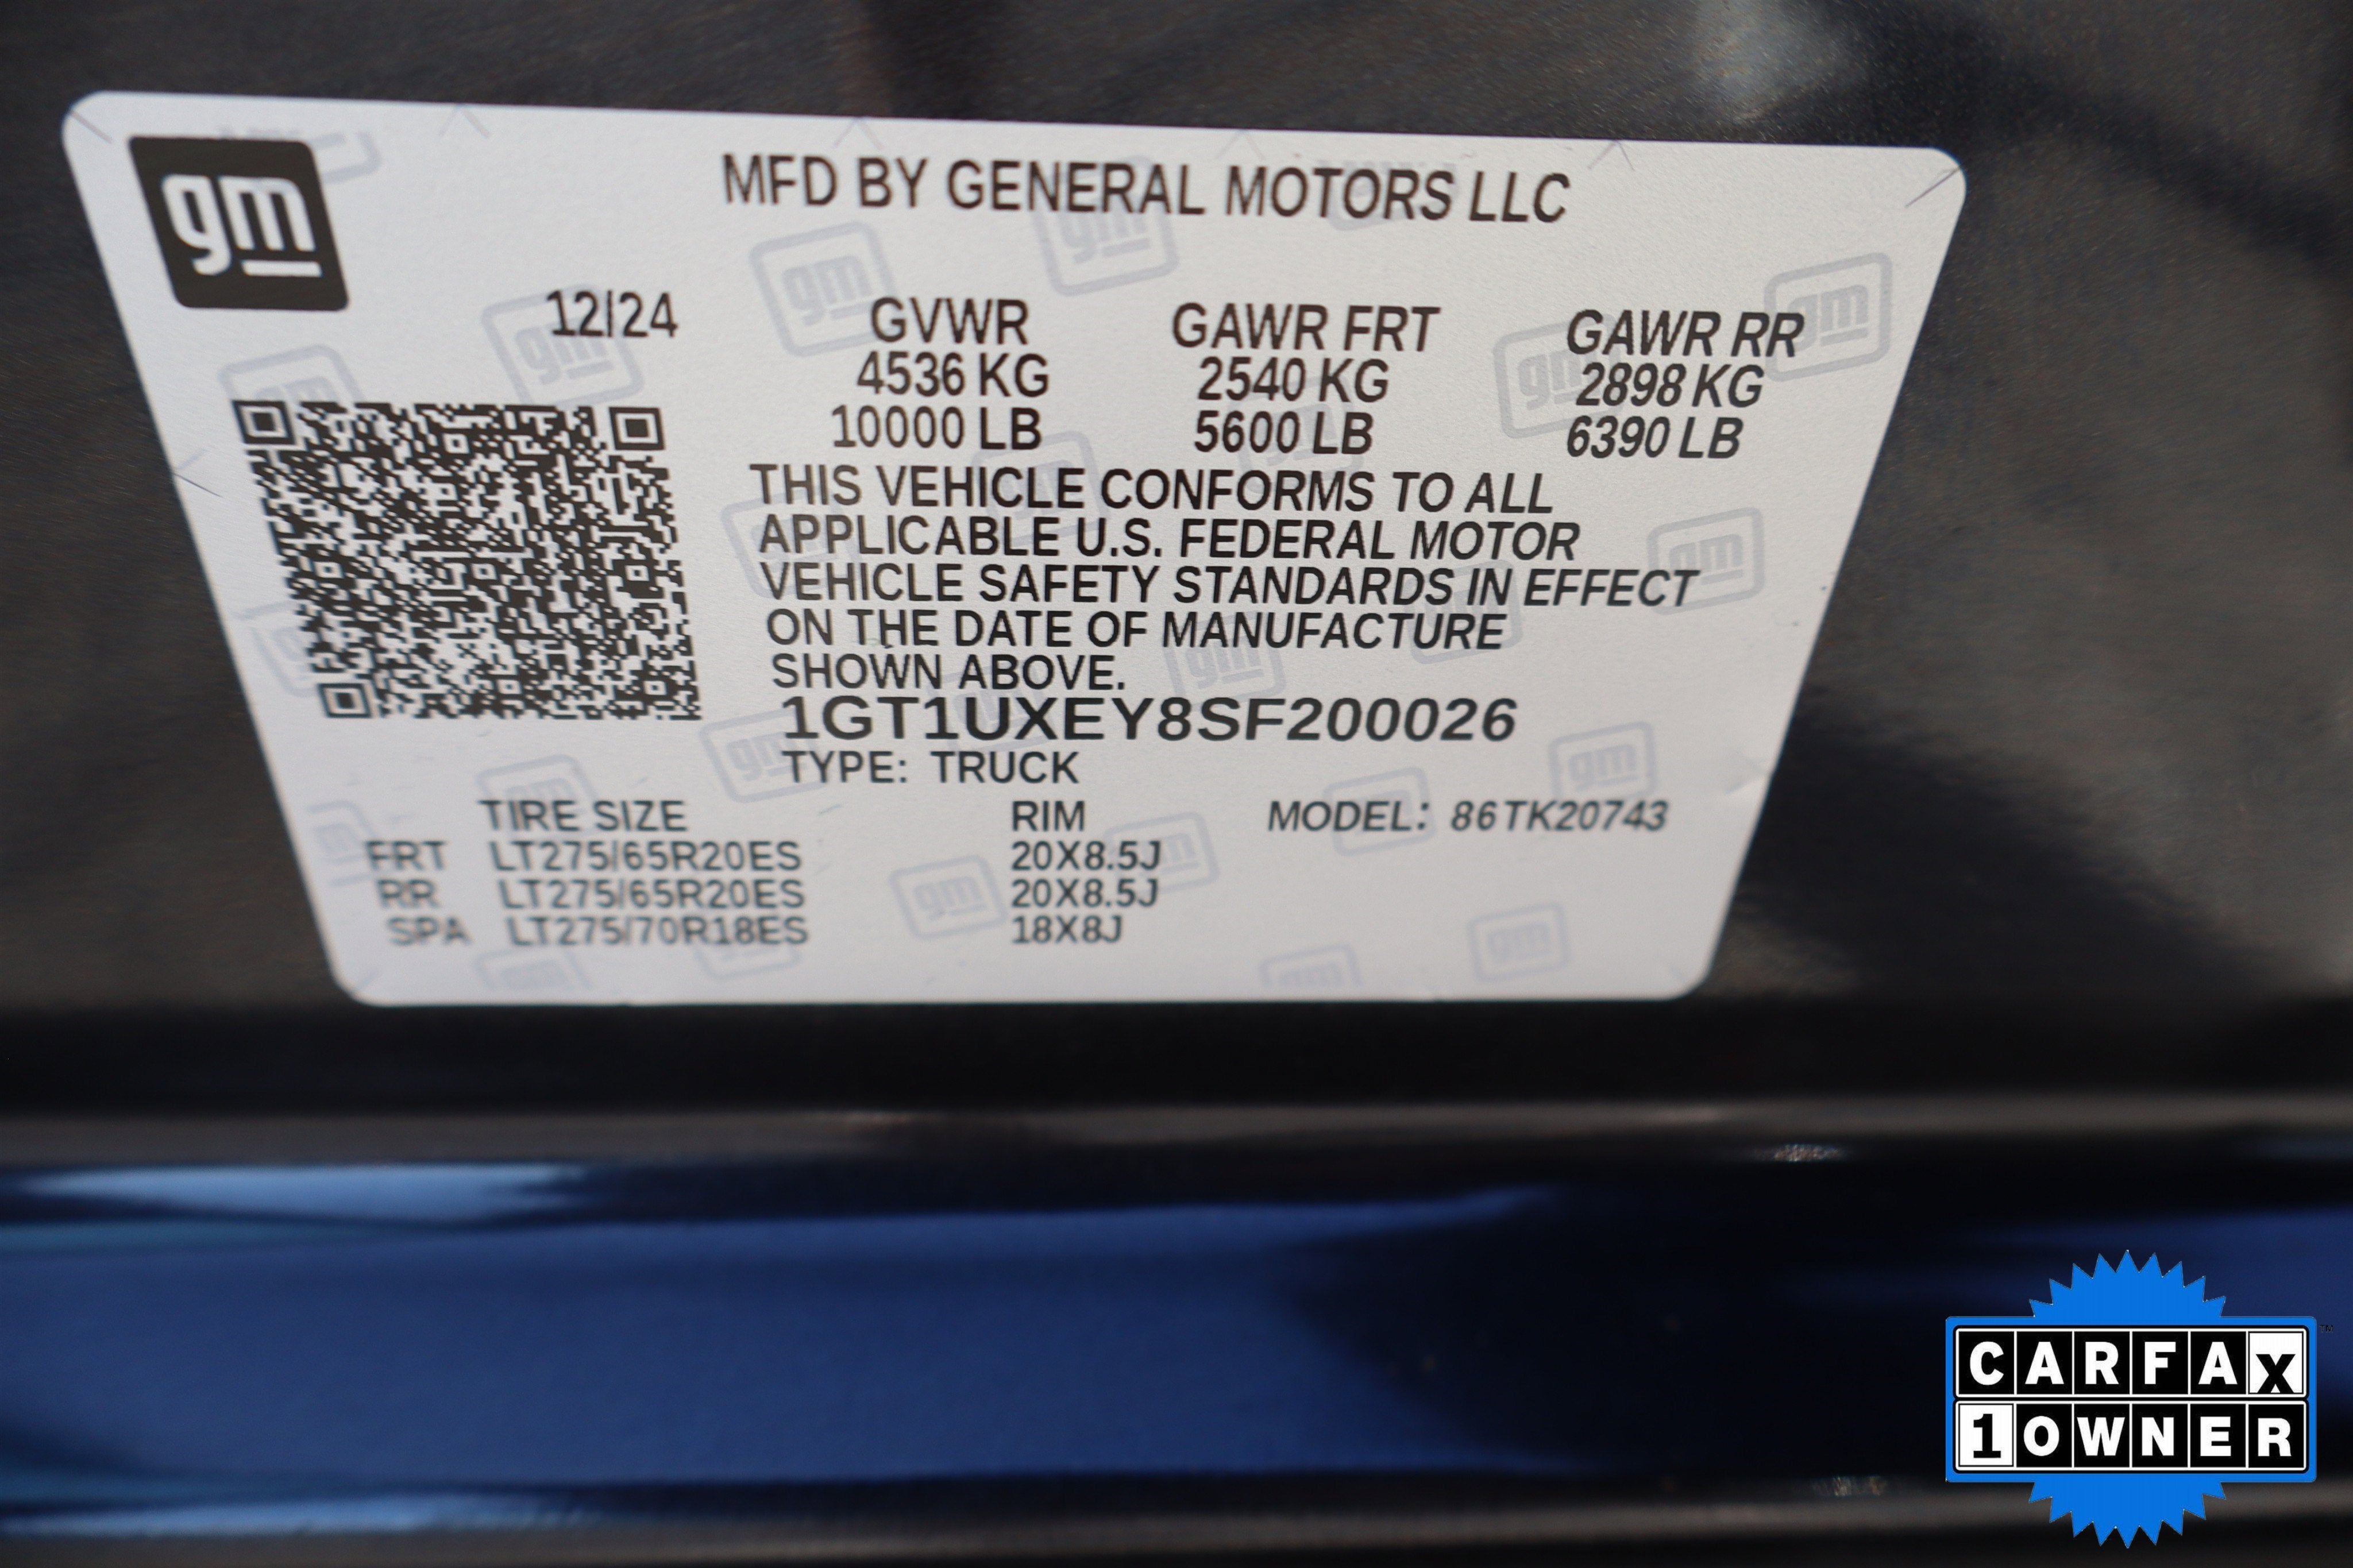 gm
MFD BY GENERAL MOTORS LLC
12/24 GVWR GAWR FRT GAWR RR
4536 KG 2540 KG 2898 KG
10000 LB 5600 LB 6390 LB
THIS VEHICLE CONFORMS TO ALL
APPLICABLE U.S. FEDERAL MOTOR
VEHICLE SAFETY STANDARDS IN EFFECT
ON THE DATE OF MANUFACTURE
SHOWN ABOVE.
1GT1UXEY8SF200026
TYPE: TRUCK
TIRE SIZE RIM MODEL: 86TK20743
FRT LT275/65R20ES 20X8.5J
RR LT275/65R20ES 20X8.5J
SPA LT275/70R18ES 18X8J
CARFAX TM
1 OWNER